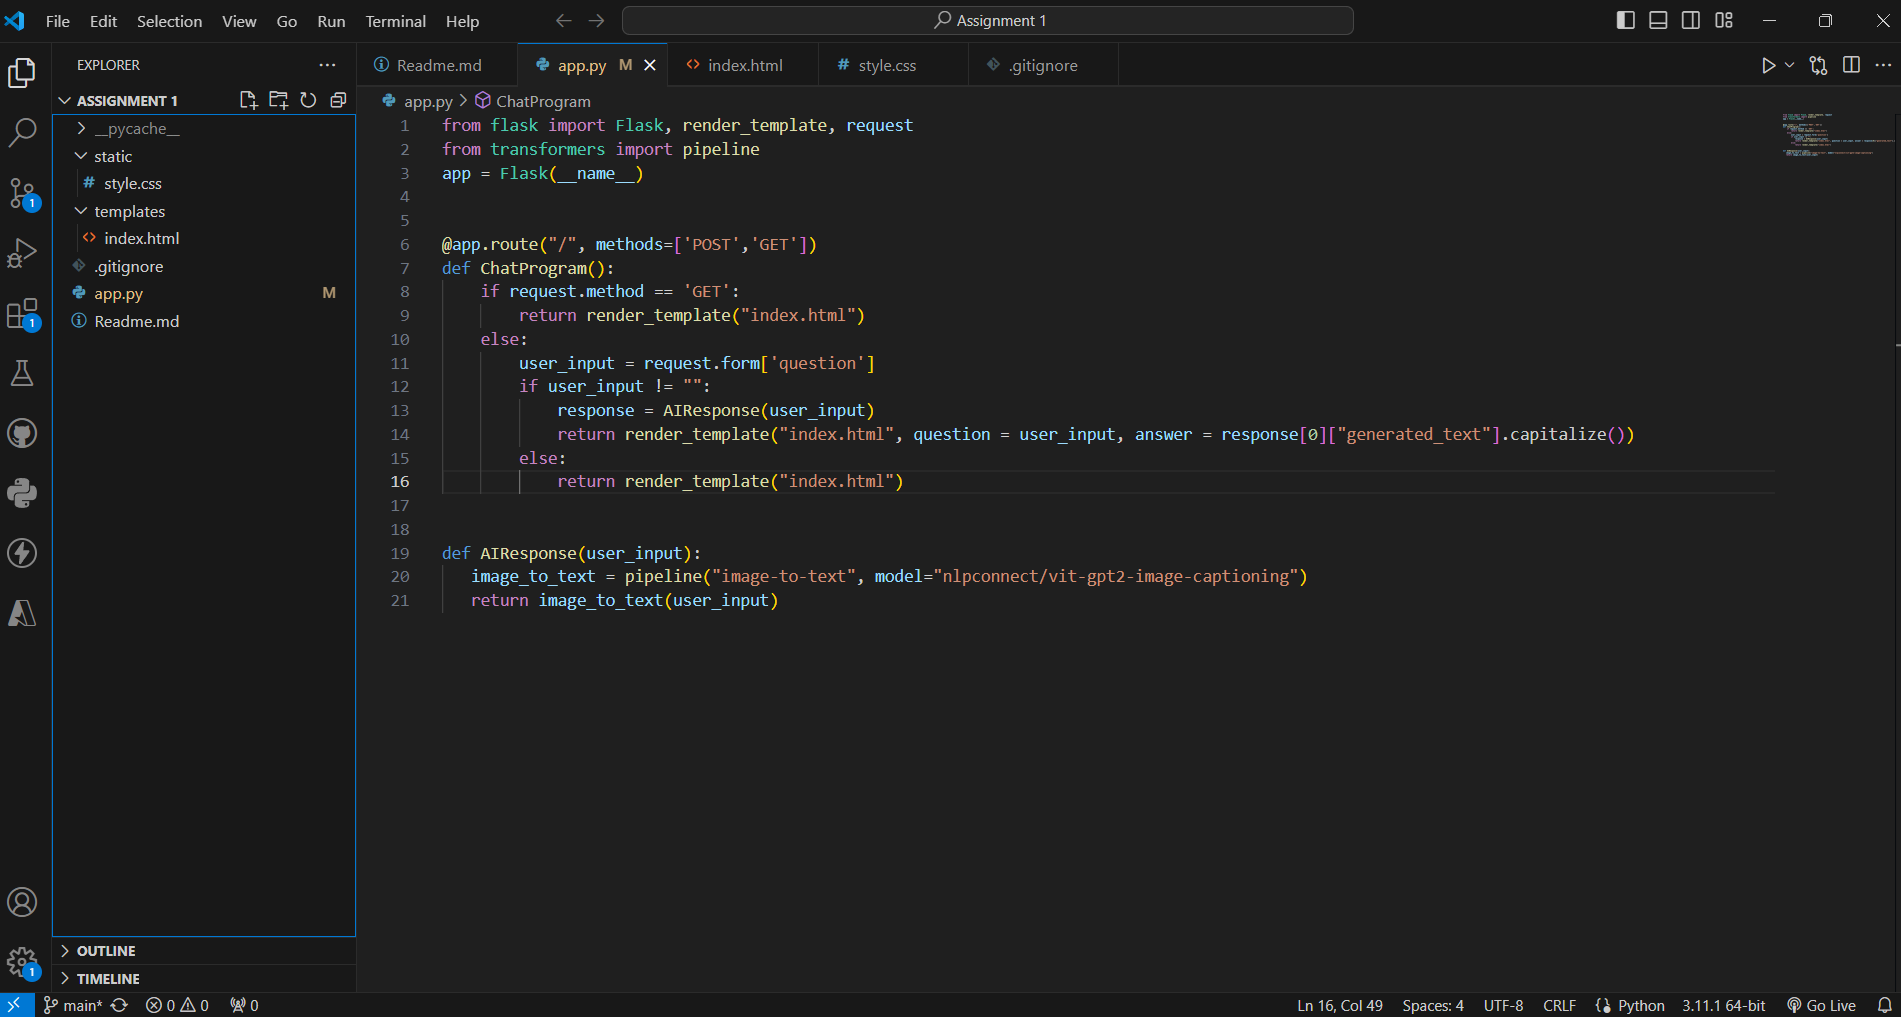 File Edit Selection View Go Run Terminal Help
Assignment 1
EXPLORER
ASSIGNMENT 1
__pycache__
static
# style.css
templates
<> index.html
.gitignore
app.py M
Readme.md
OUTLINE
TIMELINE
Readme.md
app.py M
<> index.html
# style.css
.gitignore
app.py > ChatProgram
1 from flask import Flask, render_template, request
2 from transformers import pipeline
3 app = Flask(__name__)
4
5
6 @app.route("/", methods=['POST','GET'])
7 def ChatProgram():
8     if request.method == 'GET':
9         return render_template("index.html")
10     else:
11         user_input = request.form['question']
12         if user_input != "":
13             response = AIResponse(user_input)
14             return render_template("index.html", question = user_input, answer = response[0]["generated_text"].capitalize())
15         else:
16             return render_template("index.html")
17
18
19 def AIResponse(user_input):
20    image_to_text = pipeline("image-to-text", model="nlpconnect/vit-gpt2-image-captioning")
21    return image_to_text(user_input)
1
1
1
main* 0 0 0
Ln 16, Col 49 Spaces: 4 UTF-8 CRLF Python 3.11.1 64-bit Go Live